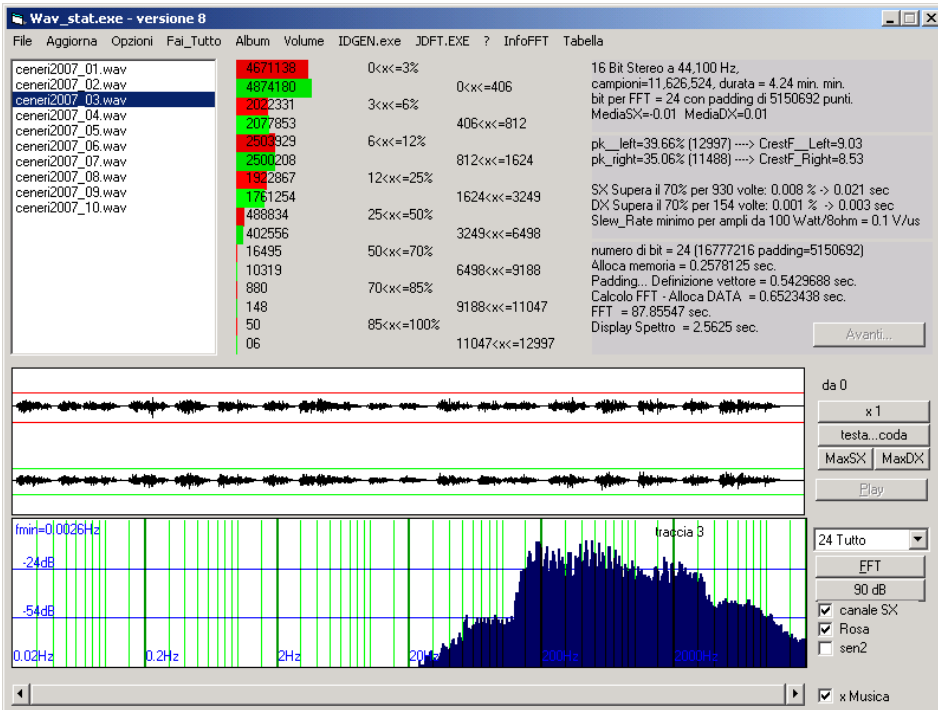 Wav_stat.exe - versione 8
File Aggiorna Opzioni Fai_Tutto Album Volume IDGEN.exe JDFT.EXE ? InfoFFT Tabella
ceneri2007_01.wav
ceneri2007_02.wav
ceneri2007_03.wav
ceneri2007_04.wav
ceneri2007_05.wav
ceneri2007_06.wav
ceneri2007_07.wav
ceneri2007_08.wav
ceneri2007_09.wav
ceneri2007_10.wav
4671138 0<x<=3%
4874180 0<x<=406
2022331 3<x<=6%
2077853 406<x<=812
2503929 6<x<=12%
2500208 812<x<=1624
1922867 12<x<=25%
1761254 1624<x<=3249
488834 25<x<=50%
402556 3249<x<=6498
16495 50<x<=70%
10319 6498<x<=9188
880 70<x<=85%
148 9188<x<=11047
50 85<x<=100%
06 11047<x<=12997
16 Bit Stereo a 44,100 Hz,
campioni=11,626,524, durata = 4.24 min. min.
bit per FFT = 24 con padding di 5150692 punti.
MediaSX=-0.01 MediaDX=0.01
pk__left=39.66% (12997) ----> CrestF__Left=9.03
pk_right=35.06% (11488) ----> CrestF_Right=8.53
SX Supera il 70% per 930 volte: 0.008 % -> 0.021 sec
DX Supera il 70% per 154 volte: 0.001 % -> 0.003 sec
Slew_Rate minimo per ampli da 100 Watt/8ohm = 0.1 V/us
numero di bit = 24 (16777216 padding=5150692)
Alloca memoria = 0.2578125 sec.
Padding... Definizione vettore = 0.5429688 sec.
Calcolo FFT - Alloca DATA = 0.6523438 sec.
FFT = 87.85547 sec.
Display Spettro = 2.5625 sec.
Avanti...
da 0
x 1
testa...coda
MaxSX MaxDX
Play
fmin=0.0026Hz
traccia 3
-24dB
-54dB
0.02Hz 0.2Hz 2Hz 20Hz 200Hz 2000Hz
24 Tutto
FFT
90 dB
canale SX
Rosa
sen2
x Musica